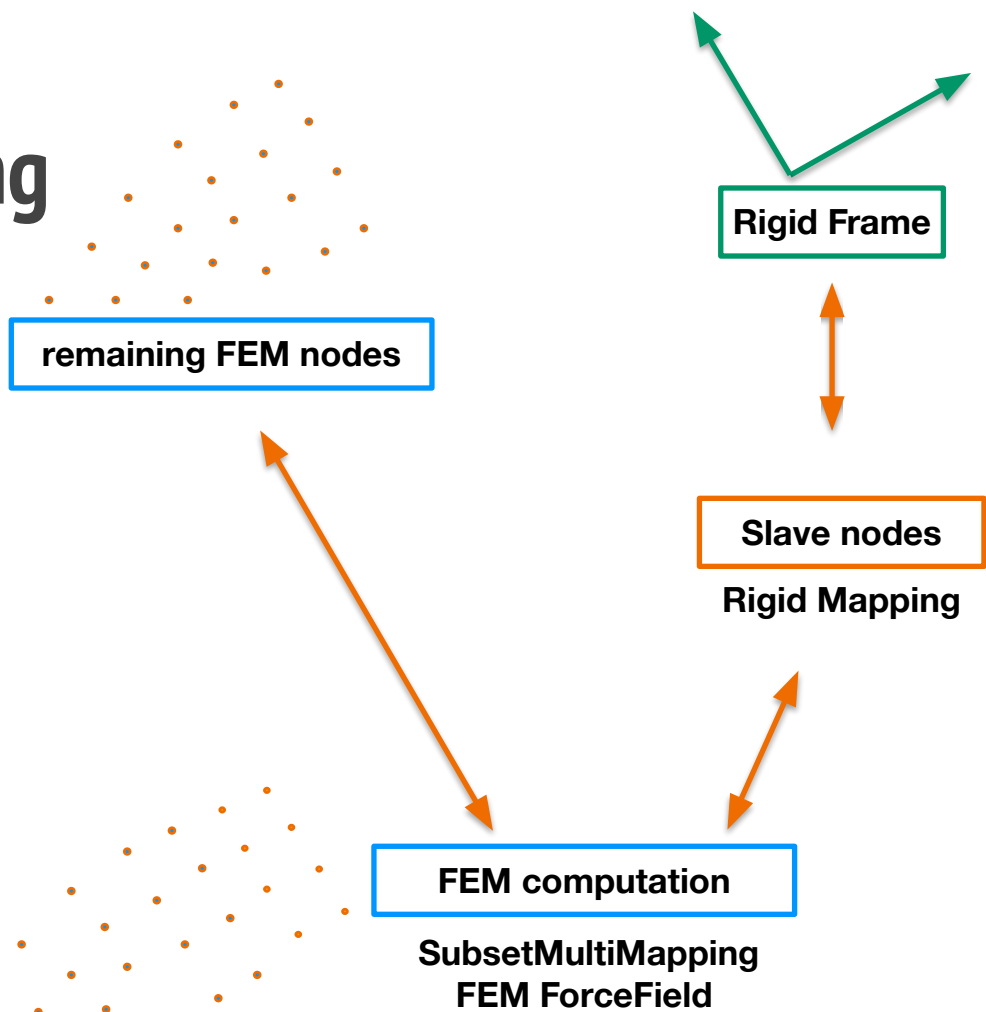 ng
Rigid Frame
remaining FEM nodes
Slave nodes
Rigid Mapping
FEM computation
SubsetMultiMapping
FEM ForceField